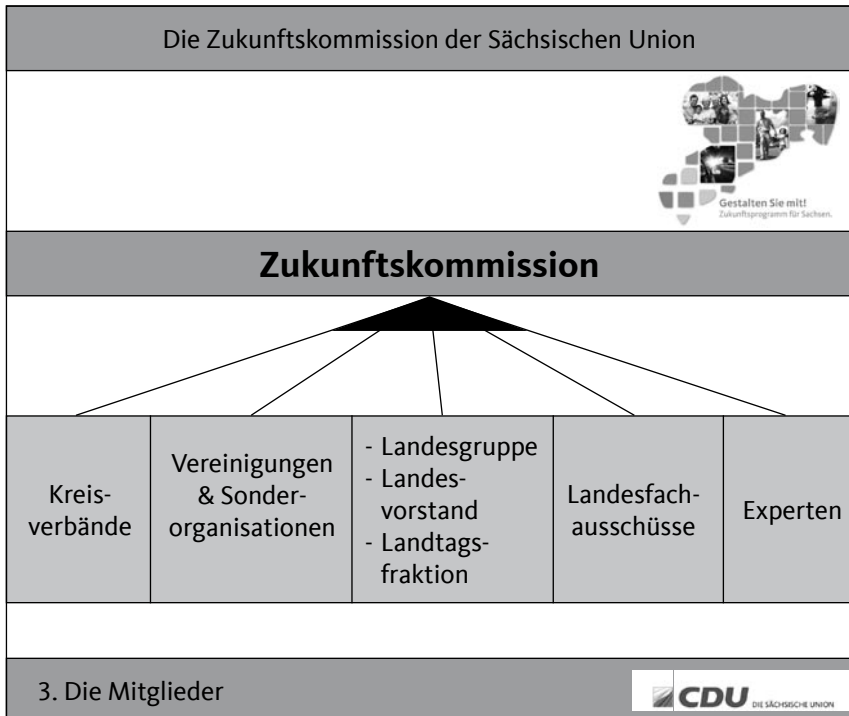 Die Zukunftskommission der Sächsischen Union
Gestalten Sie mit!
Zukunftsprogramm für Sachsen.
Zukunftskommission
Kreis-
verbände
Vereinigungen
& Sonder-
organisationen
- Landesgruppe
- Landes-
vorstand
- Landtags-
fraktion
Landesfach-
ausschüsse
Experten
3. Die Mitglieder
CDU DIE SÄCHSISCHE UNION